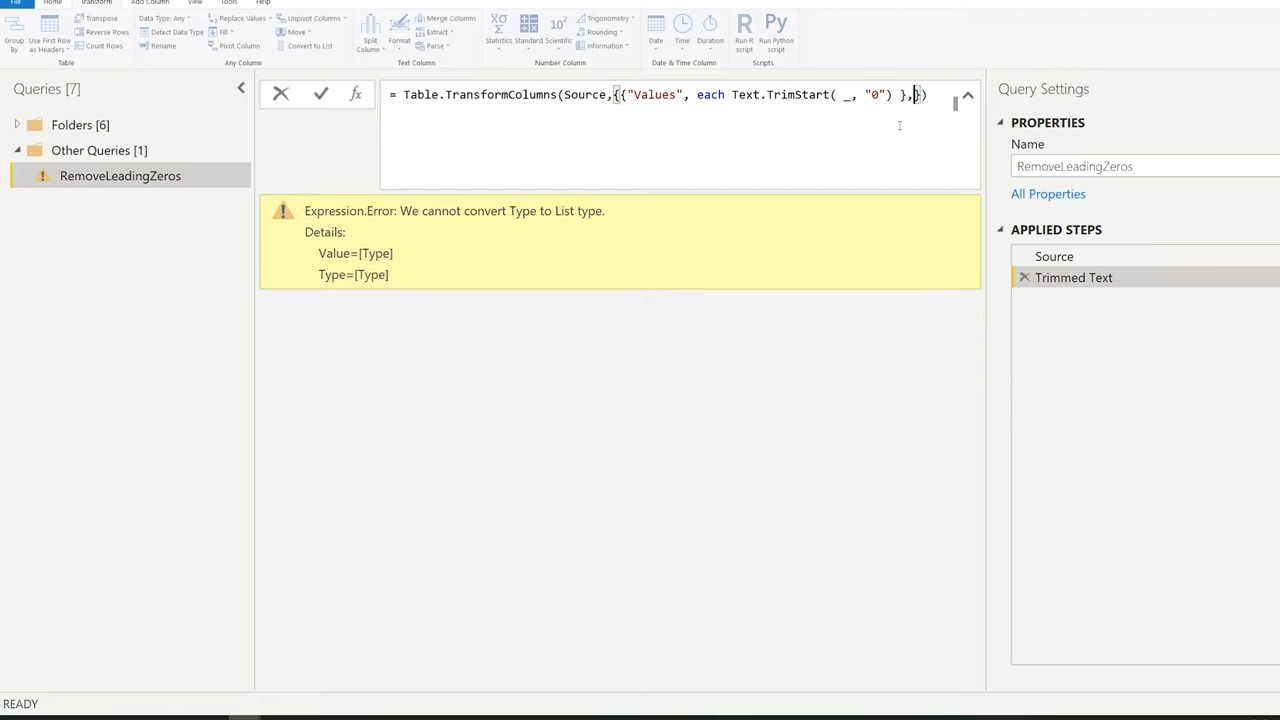 File Home Transform Add Column View Tools Help
Group By
Use First Row as Headers
Transpose
Reverse Rows
Count Rows
Table
Data Type: Any
Detect Data Type
Rename
Replace Values
Fill
Pivot Column
Unpivot Columns
Move
Convert to List
Any Column
Split Column
Format
Merge Columns
Extract
Parse
Text Column
Statistics
Standard
Scientific
Trigonometry
Rounding
Information
Number Column
Date
Time
Duration
Date & Time Column
Run R script
Run Python script
Scripts
Queries [7]
Folders [6]
Other Queries [1]
RemoveLeadingZeros
= Table.TransformColumns(Source,{{"Values", each Text.TrimStart( _, "0") },})
Expression.Error: We cannot convert Type to List type.
Details:
Value=[Type]
Type=[Type]
Query Settings
PROPERTIES
Name
RemoveLeadingZeros
All Properties
APPLIED STEPS
Source
Trimmed Text
READY